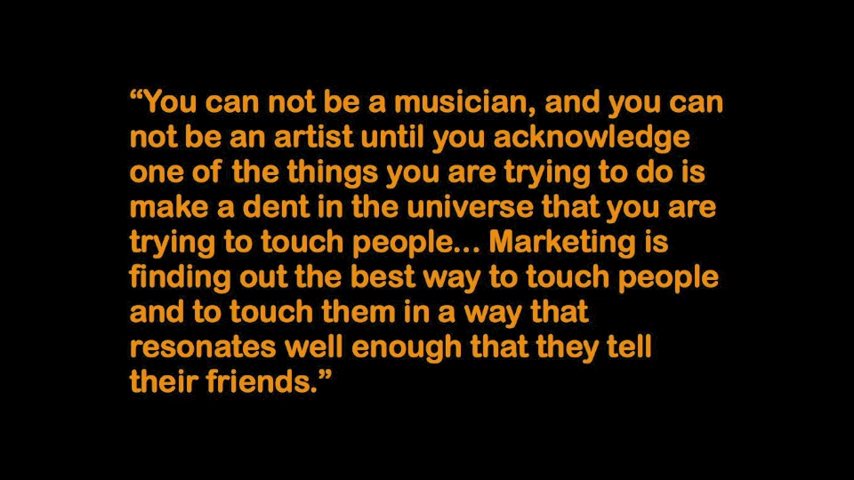 “You can not be a musician, and you can
not be an artist until you acknowledge
one of the things you are trying to do is
make a dent in the universe that you are
trying to touch people... Marketing is
finding out the best way to touch people
and to touch them in a way that
resonates well enough that they tell
their friends.”